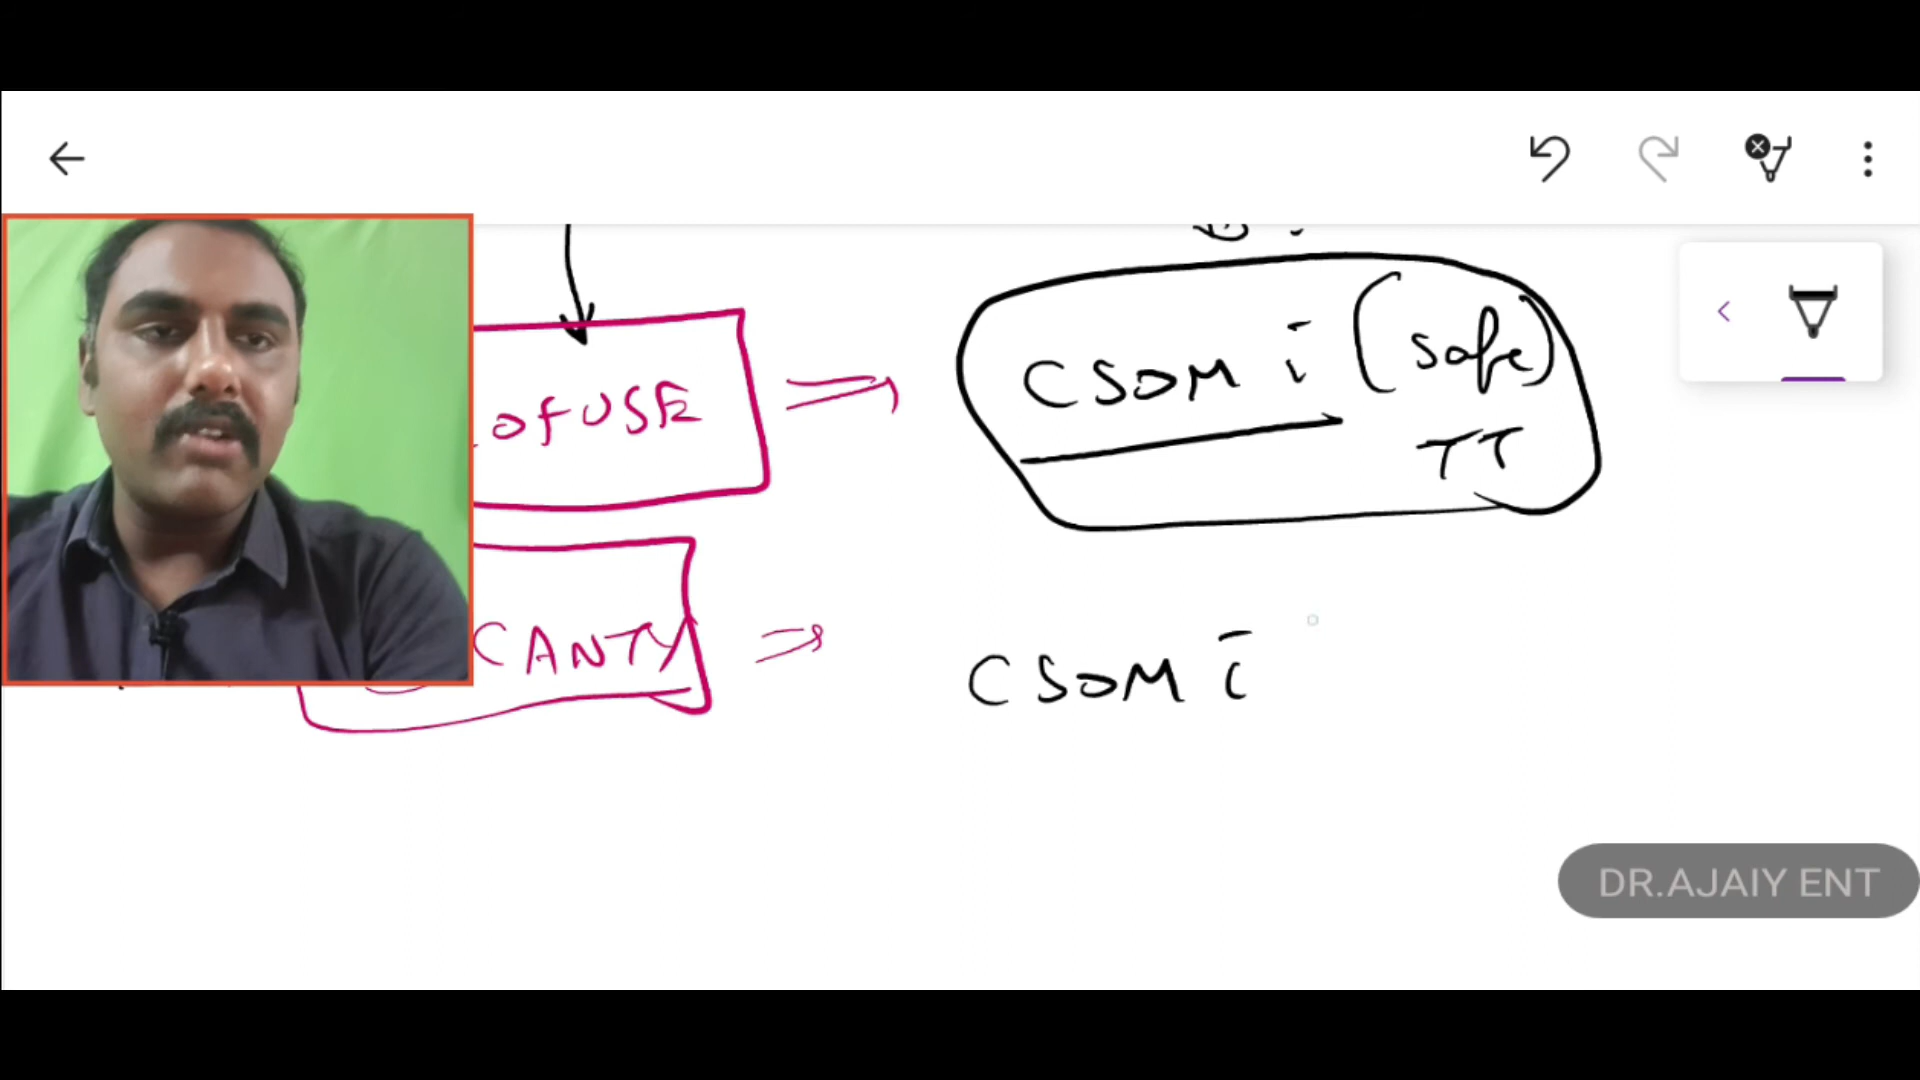 CSOM c̄ (safe)
OFUSE ⇒
TT
CANTY ⇒ CSOM c̄
DR.AJAIY ENT